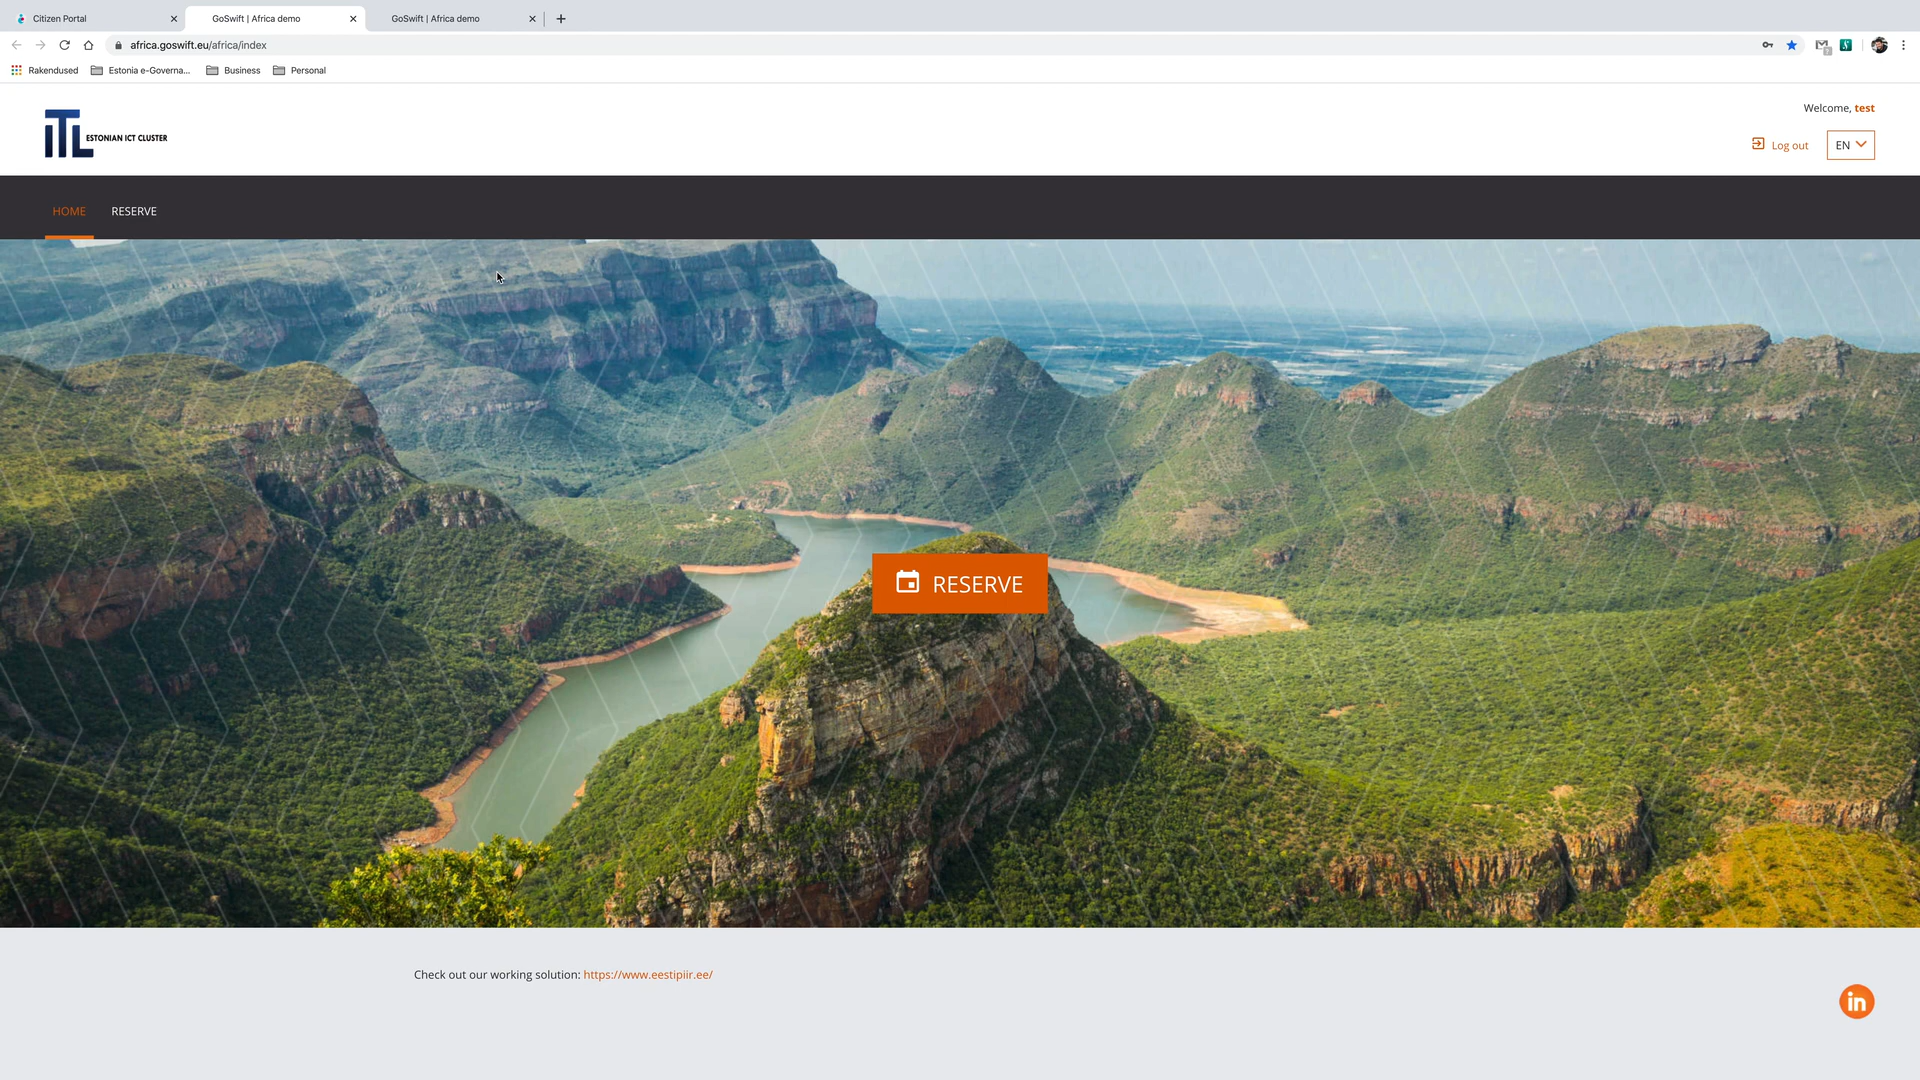 Citizen Portal
GoSwift | Africa demo
GoSwift | Africa demo
africa.goswift.eu/africa/index
Rakendused
Estonia e-Governa...
Business
Personal
ITL ESTONIAN ICT CLUSTER
Welcome, test
Log out
EN
HOME
RESERVE
RESERVE
Check out our working solution: https://www.eestipiir.ee/
in